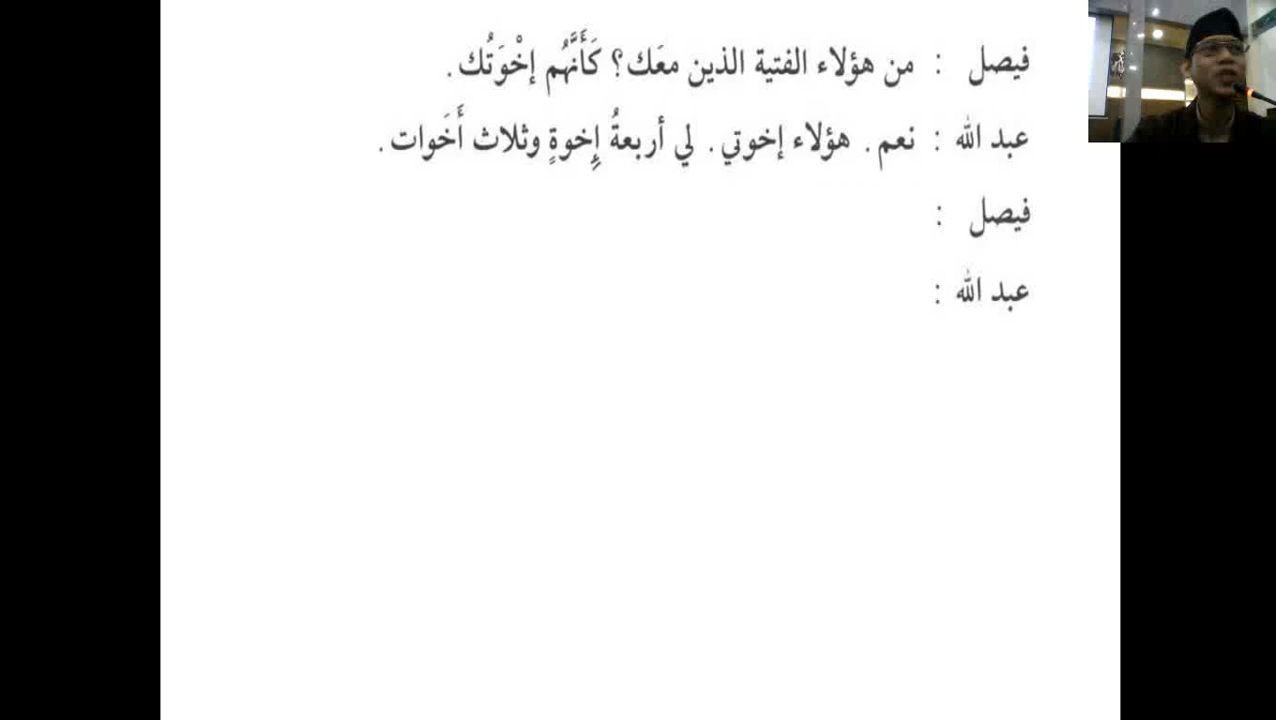 فيصل : من هؤلاء الفتية الذين معَك؟ كَأَنَّهُم إخْوَتُك.
عبد الله : نعم. هؤلاء إخوتي. لي أربعةُ إِخوةٍ وثلاث أَخَوات.
فيصل :
عبد الله :